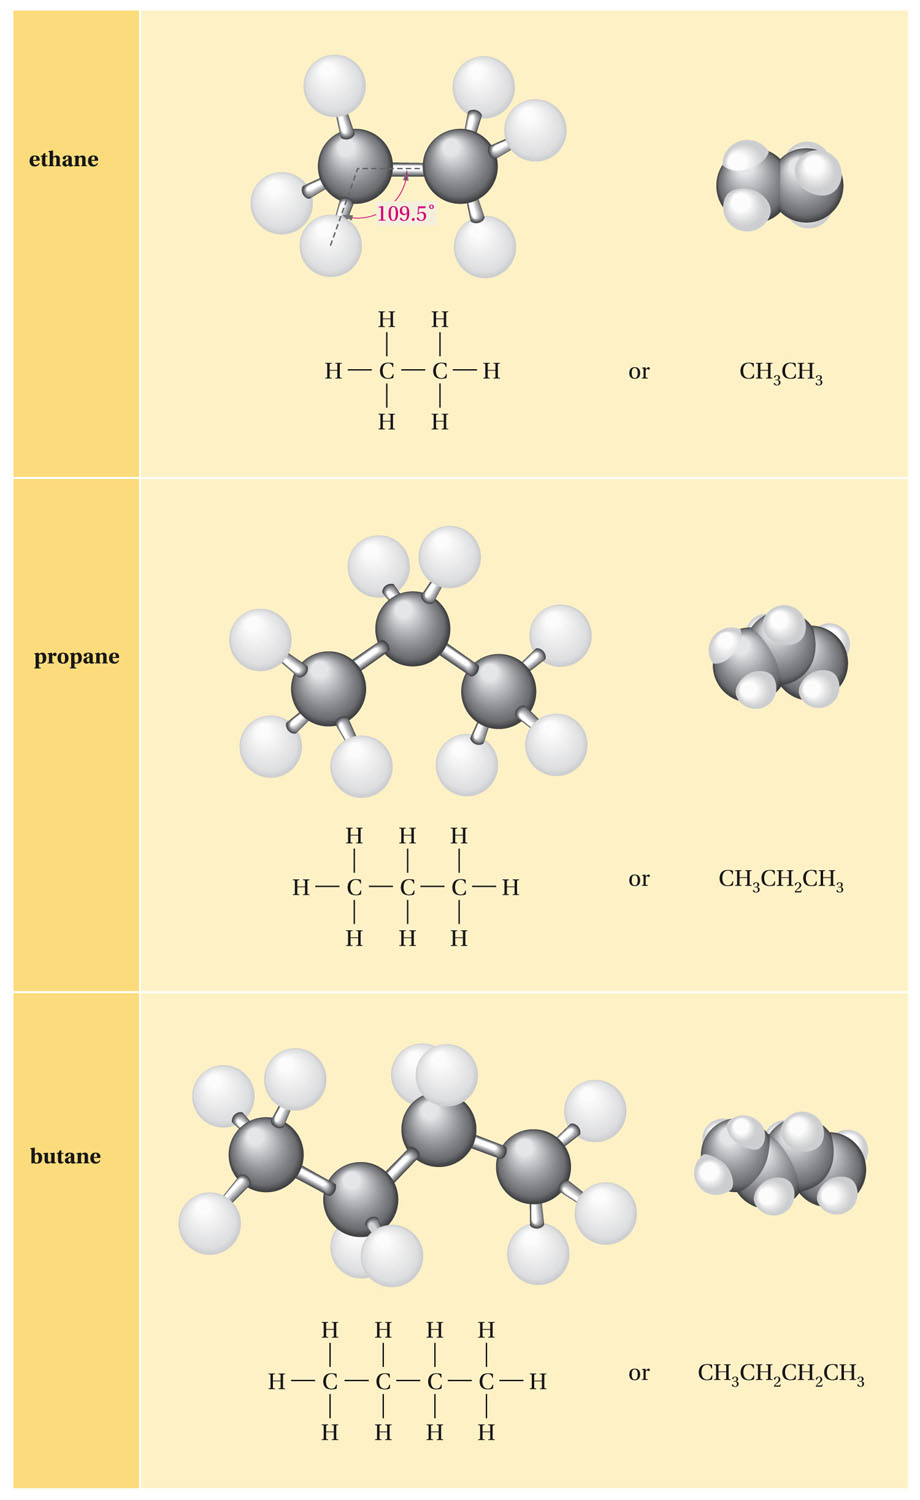 ethane
109.5°
H H
H — C — C — H or CH₃CH₃
H H
propane
H H H
H — C — C — C — H or CH₃CH₂CH₃
H H H
butane
H H H H
H — C — C — C — C — H or CH₃CH₂CH₂CH₃
H H H H